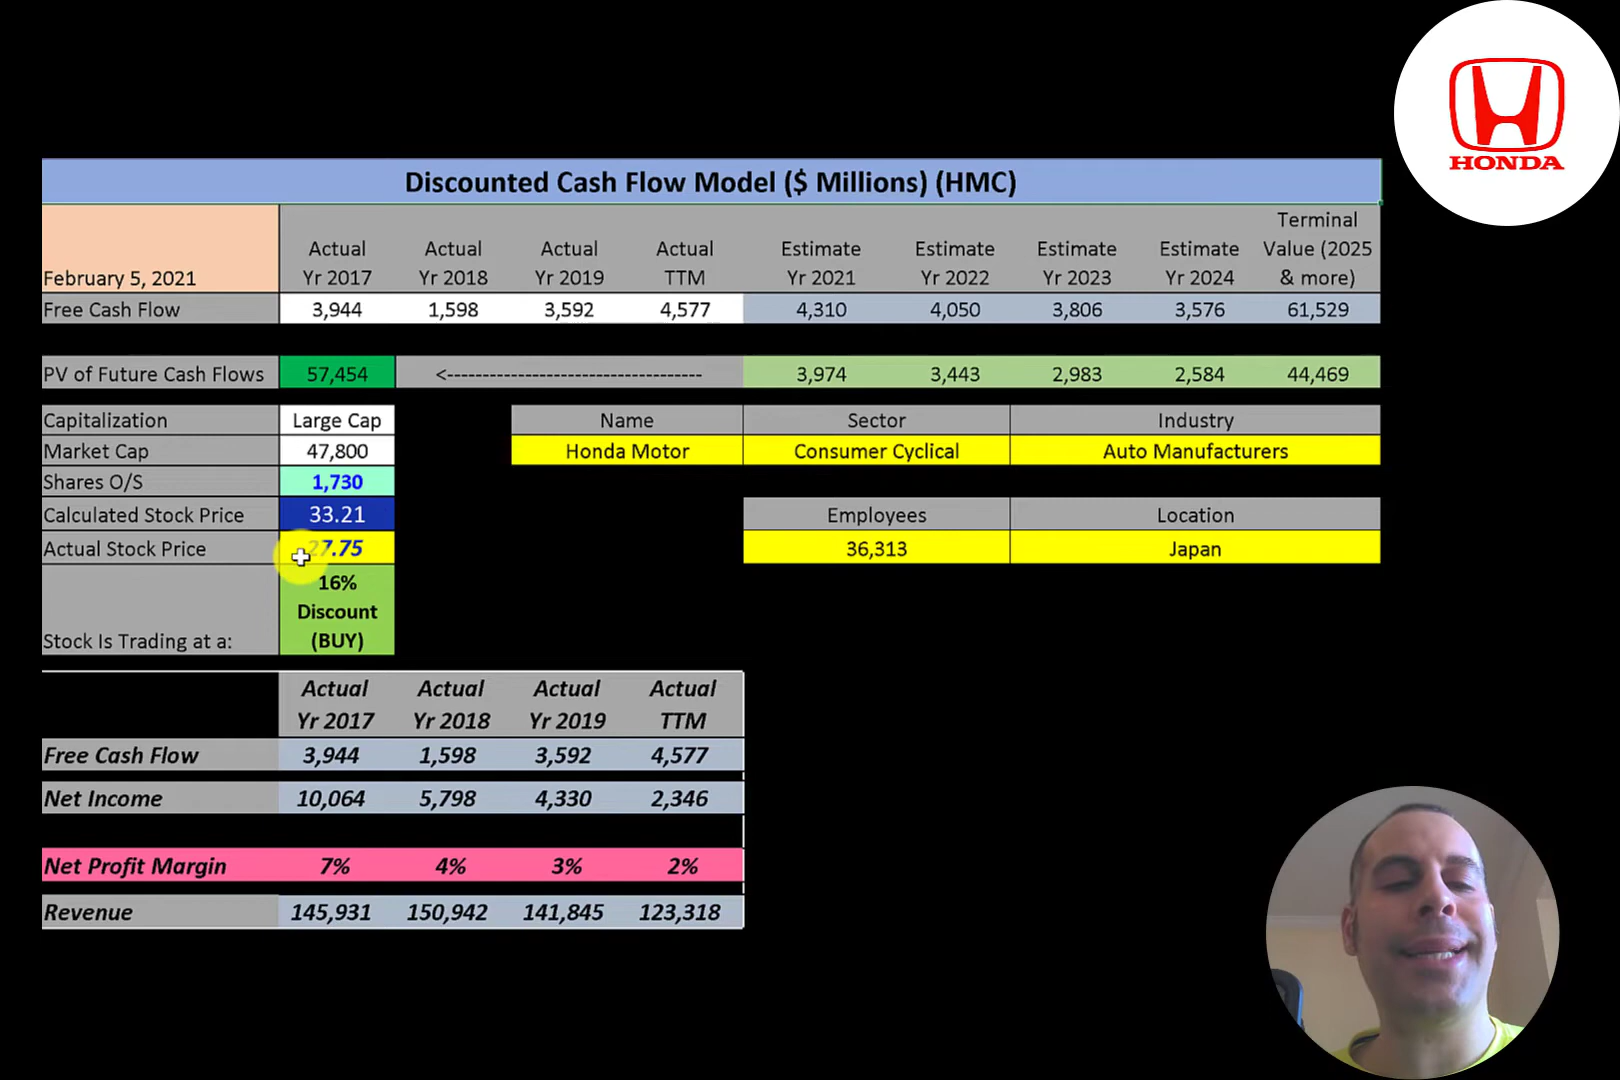 HONDA
Discounted Cash Flow Model ($ Millions) (HMC)
February 5, 2021 Actual Yr 2017 Actual Yr 2018 Actual Yr 2019 Actual TTM Estimate Yr 2021 Estimate Yr 2022 Estimate Yr 2023 Estimate Yr 2024 Terminal Value (2025 & more)
Free Cash Flow 3,944 1,598 3,592 4,577 4,310 4,050 3,806 3,576 61,529
PV of Future Cash Flows 57,454 <------------------------------------ 3,974 3,443 2,983 2,584 44,469
Capitalization Large Cap Name Sector Industry
Market Cap 47,800 Honda Motor Consumer Cyclical Auto Manufacturers
Shares O/S 1,730
Calculated Stock Price 33.21 Employees Location
Actual Stock Price 27.75 36,313 Japan
Stock Is Trading at a: 16% Discount (BUY)
Actual Yr 2017 Actual Yr 2018 Actual Yr 2019 Actual TTM
Free Cash Flow 3,944 1,598 3,592 4,577
Net Income 10,064 5,798 4,330 2,346
Net Profit Margin 7% 4% 3% 2%
Revenue 145,931 150,942 141,845 123,318